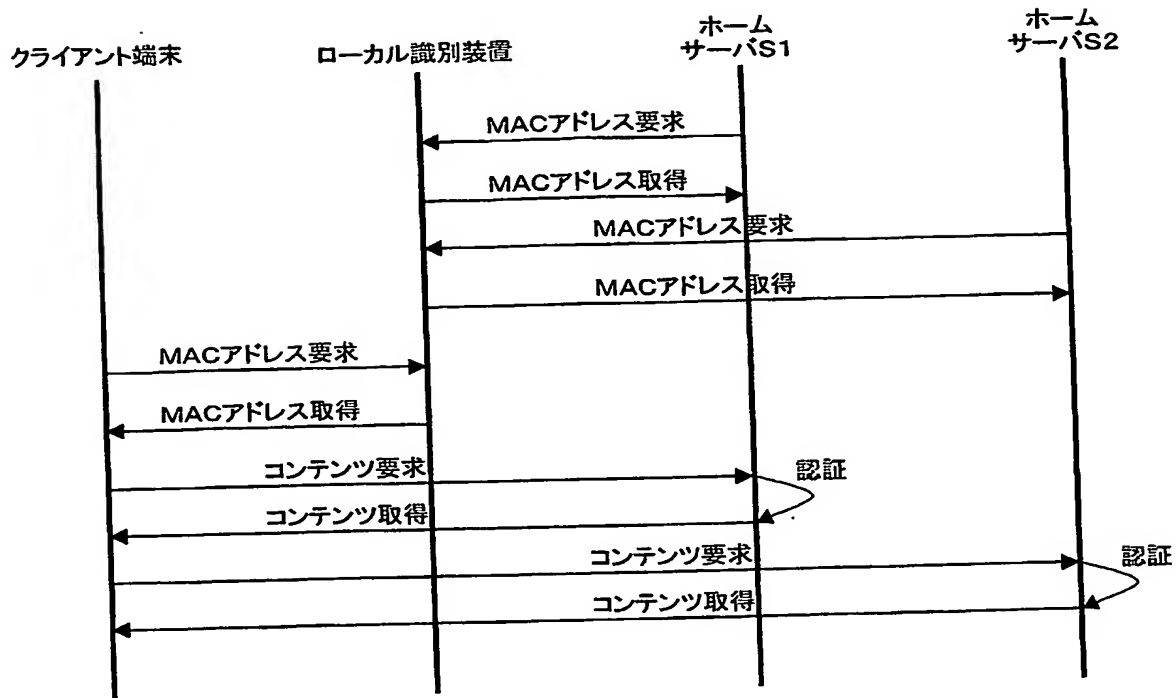 クライアント端末
ローカル識別装置
ホーム
サーバS1
ホーム
サーバS2
MACアドレス要求
MACアドレス取得
MACアドレス要求
MACアドレス取得
MACアドレス要求
MACアドレス取得
コンテンツ要求
認証
コンテンツ取得
コンテンツ要求
認証
コンテンツ取得